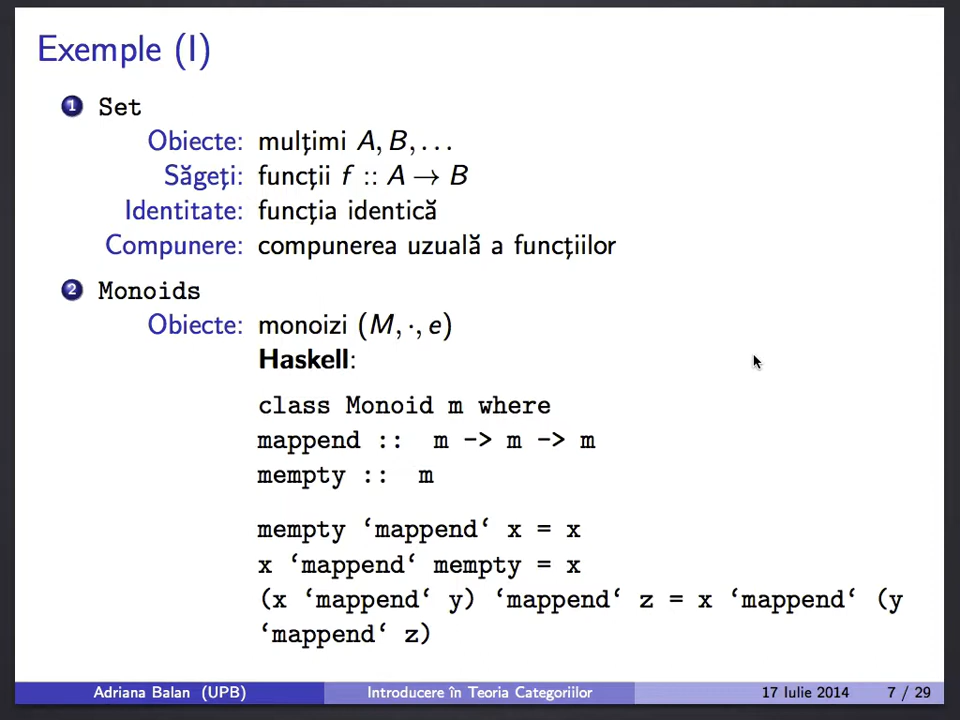 Exemple (I)
1 Set
Obiecte: mulțimi A, B, . . .
Săgeți: funcții f :: A → B
Identitate: funcția identică
Compunere: compunerea uzuală a funcțiilor
2 Monoids
Obiecte: monoizi (M, ·, e)
Haskell:
class Monoid m where
mappend :: m -> m -> m
mempty :: m
mempty ‘mappend‘ x = x
x ‘mappend‘ mempty = x
(x ‘mappend‘ y) ‘mappend‘ z = x ‘mappend‘ (y
‘mappend‘ z)
Adriana Balan (UPB) Introducere în Teoria Categoriilor 17 Iulie 2014 7 / 29